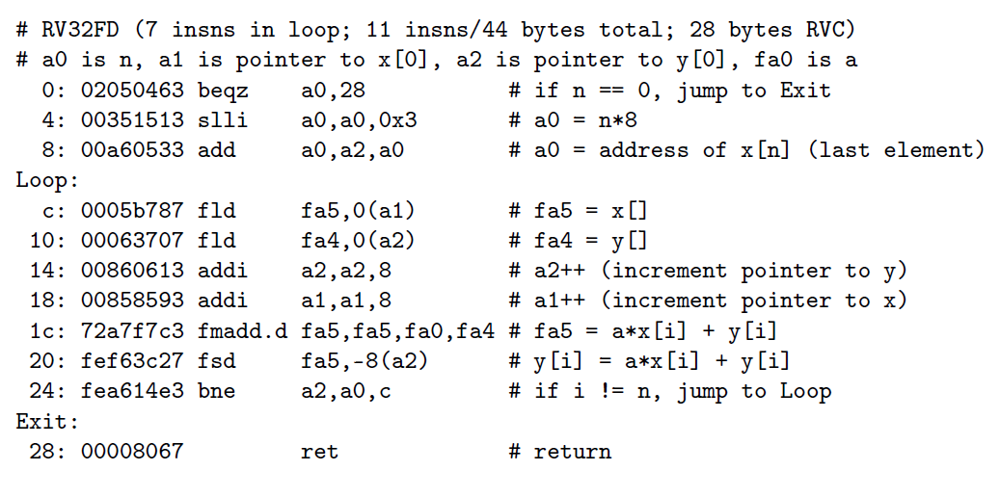 # RV32FD (7 insns in loop; 11 insns/44 bytes total; 28 bytes RVC)
# a0 is n, a1 is pointer to x[0], a2 is pointer to y[0], fa0 is a
  0: 02050463 beqz    a0,28          # if n == 0, jump to Exit
  4: 00351513 slli    a0,a0,0x3      # a0 = n*8
  8: 00a60533 add     a0,a2,a0       # a0 = address of x[n] (last element)
Loop:
  c: 0005b787 fld     fa5,0(a1)      # fa5 = x[]
 10: 00063707 fld     fa4,0(a2)      # fa4 = y[]
 14: 00860613 addi    a2,a2,8        # a2++ (increment pointer to y)
 18: 00858593 addi    a1,a1,8        # a1++ (increment pointer to x)
 1c: 72a7f7c3 fmadd.d fa5,fa5,fa0,fa4 # fa5 = a*x[i] + y[i]
 20: fef63c27 fsd     fa5,-8(a2)     # y[i] = a*x[i] + y[i]
 24: fea614e3 bne     a2,a0,c        # if i != n, jump to Loop
Exit:
 28: 00008067         ret            # return